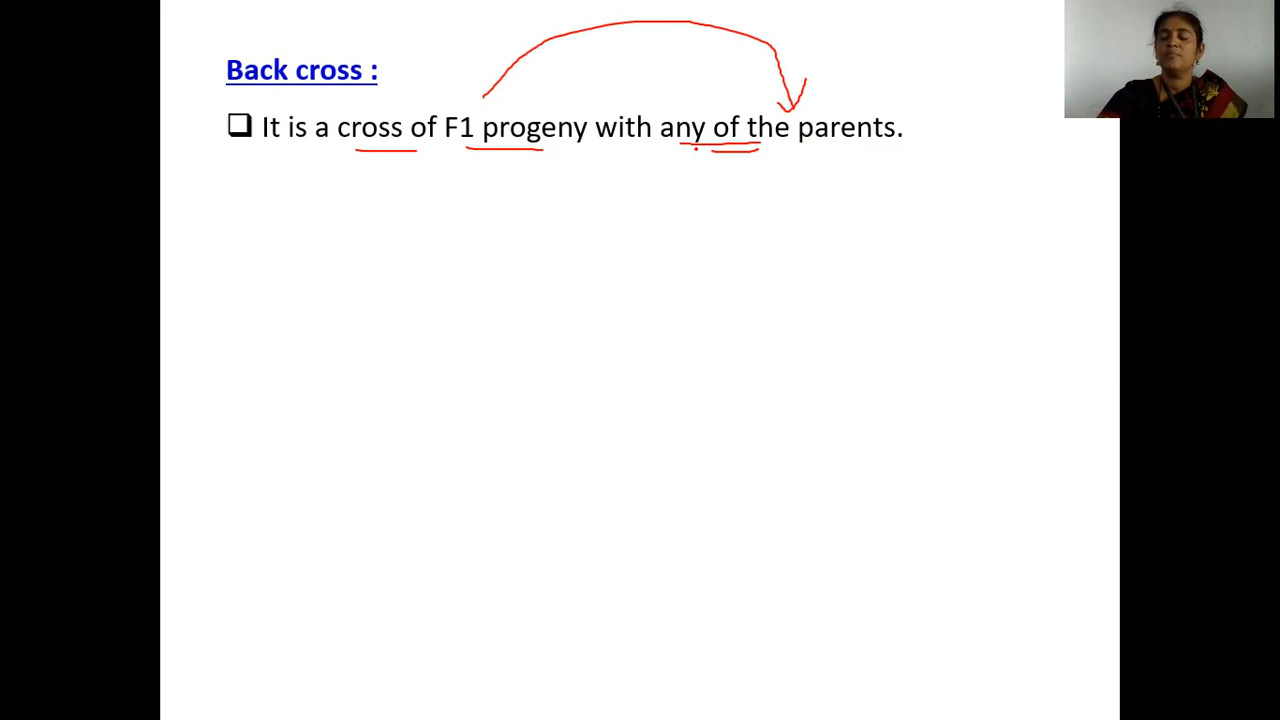 Back cross :
❑ It is a cross of F1 progeny with any of the parents.